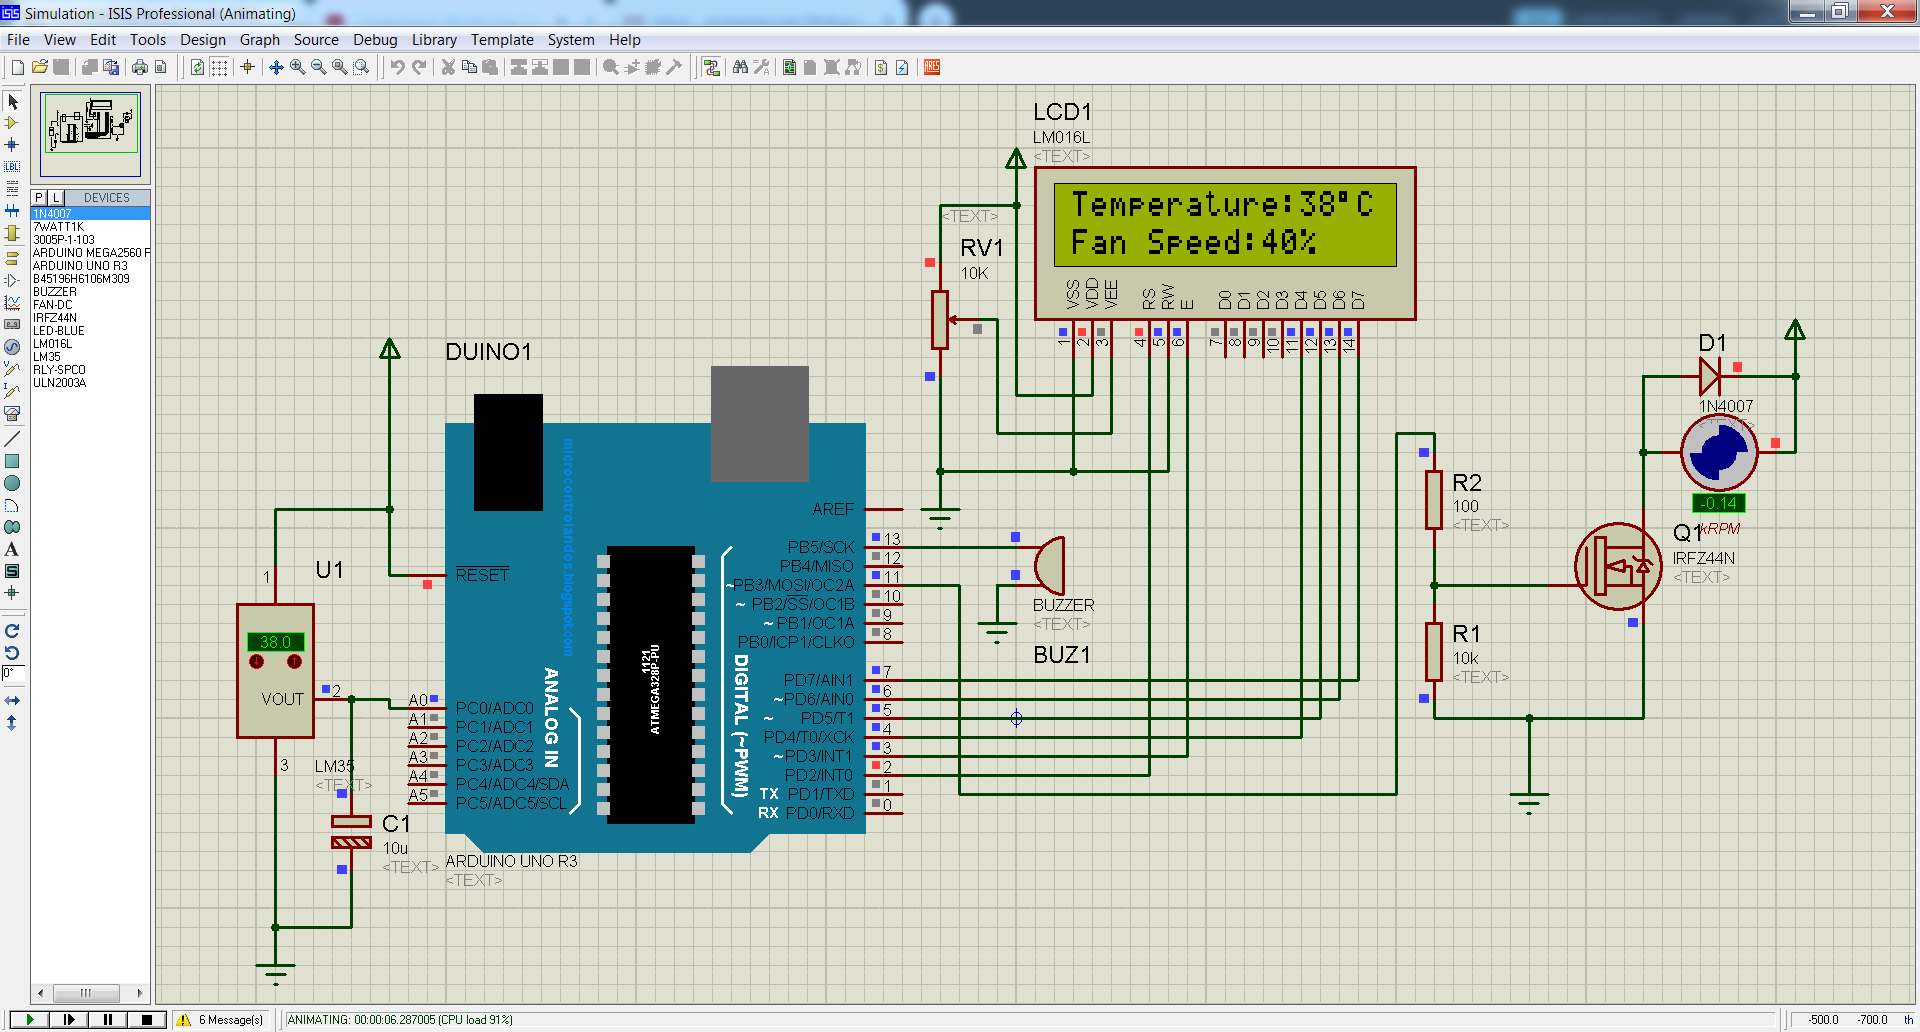 Simulation - ISIS Professional (Animating)
File View Edit Tools Design Graph Source Debug Library Template System Help
P L DEVICES
1N4007
7WATT1K
3005P-1-103
ARDUINO MEGA2560 F
ARDUINO UNO R3
B45196H6106M309
BUZZER
FAN-DC
IRFZ44N
LED-BLUE
LM016L
LM35
RLY-SPCO
ULN2003A
LCD1
LM016L
<TEXT>
Temperature:38°C
Fan Speed:40%
VSS VDD VEE RS RW E D0 D1 D2 D3 D4 D5 D6 D7
1 2 3 4 5 6 7 8 9 10 11 12 13 14
<TEXT>
RV1
10K
D1
1N4007
<TEXT>
-0.14
kRPM
Q1
IRFZ44N
<TEXT>
R2
100
<TEXT>
R1
10k
<TEXT>
DUINO1
microcontrolandos.blogspot.com
AREF
RESET
PB5/SCK 13
PB4/MISO 12
~PB3/MOSI/OC2A 11
~ PB2/SS/OC1B 10
~ PB1/OC1A 9
PB0/ICP1/CLKO 8
PD7/AIN1 7
~PD6/AIN0 6
~ PD5/T1 5
PD4/T0/XCK 4
~PD3/INT1 3
PD2/INT0 2
TX PD1/TXD 1
RX PD0/RXD 0
DIGITAL (~PWM)
ANALOG IN
1121
ATMEGA328P-PU
A0 PC0/ADC0
A1 PC1/ADC1
A2 PC2/ADC2
A3 PC3/ADC3
A4 PC4/ADC4/SDA
A5 PC5/ADC5/SCL
ARDUINO UNO R3
<TEXT>
BUZZER
<TEXT>
BUZ1
U1
1
38.0
VOUT 2
3
LM35
<TEXT>
C1
10u
<TEXT>
0°
6 Message(s)
ANIMATING: 00:00:06.287005 (CPU load 91%)
-500.0 -700.0 th
isis
LBL
A
S
$
ARES